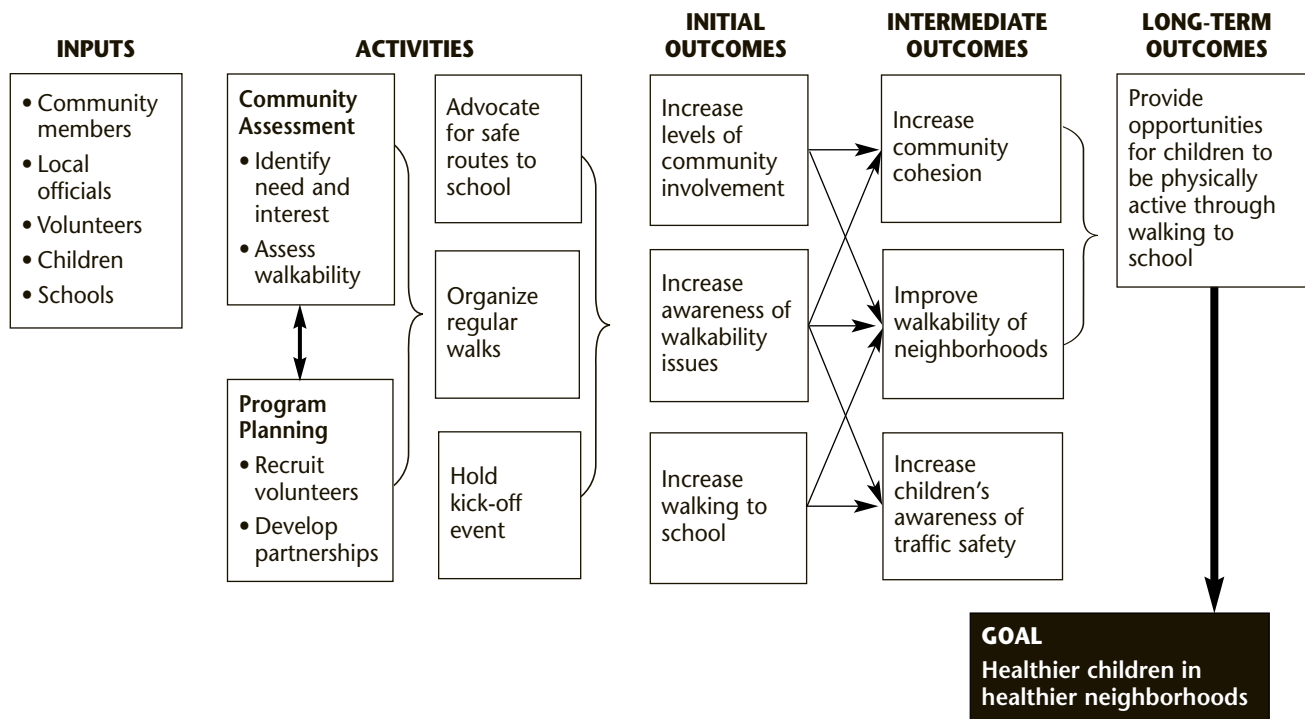 INPUTS
• Community
members
• Local
officials
• Volunteers
• Children
• Schools
ACTIVITIES
Community
Assessment
• Identify
need and
interest
• Assess
walkability
Program
Planning
• Recruit
volunteers
• Develop
partnerships
Advocate
for safe
routes to
school
Organize
regular
walks
Hold
kick-off
event
INITIAL
OUTCOMES
Increase
levels of
community
involvement
Increase
awareness of
walkability
issues
Increase
walking to
school
INTERMEDIATE
OUTCOMES
Increase
community
cohesion
Improve
walkability of
neighborhoods
Increase
children’s
awareness of
traffic safety
LONG-TERM
OUTCOMES
Provide
opportunities
for children to
be physically
active through
walking to
school
GOAL
Healthier children in
healthier neighborhoods